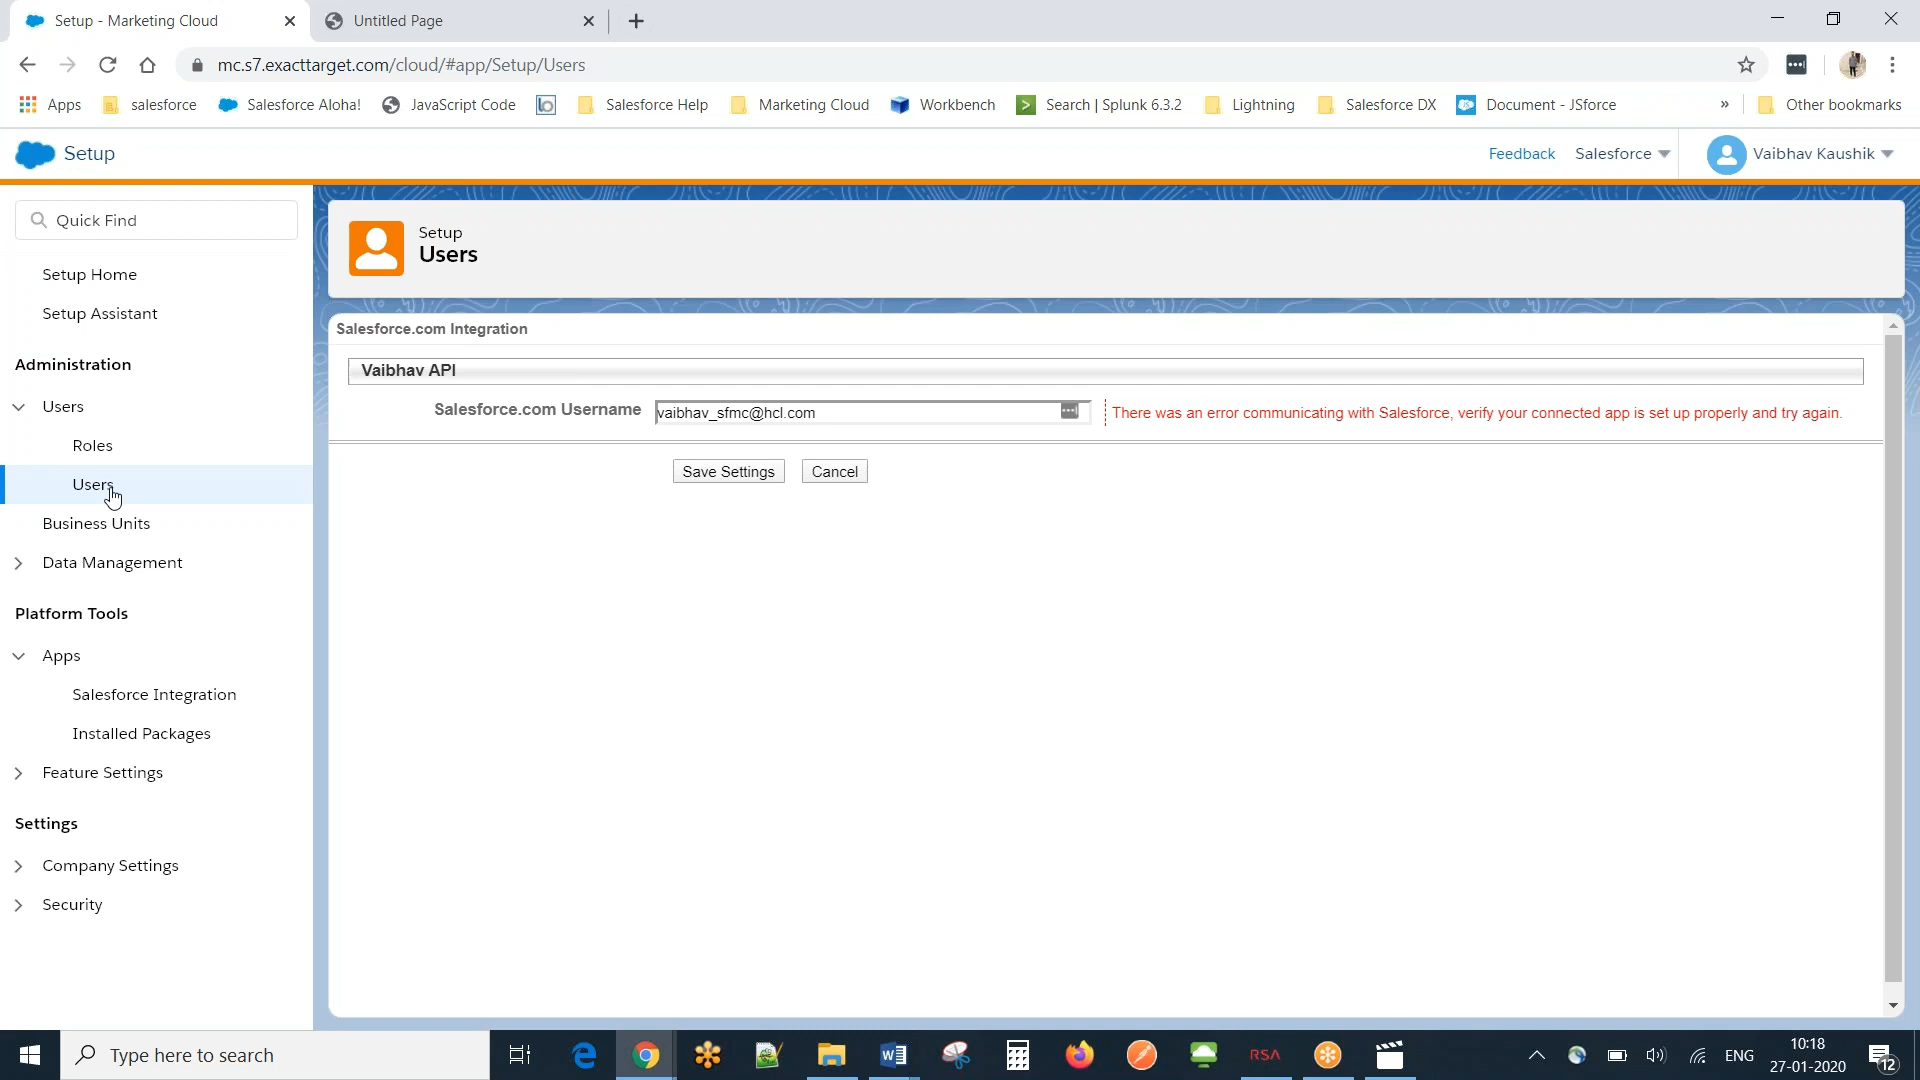 Setup - Marketing Cloud
Untitled Page
mc.s7.exacttarget.com/cloud/#app/Setup/Users
Apps
salesforce
Salesforce Aloha!
JavaScript Code
Salesforce Help
Marketing Cloud
Workbench
Search | Splunk 6.3.2
Lightning
Salesforce DX
Document - JSforce
»
Other bookmarks
Setup
Feedback
Salesforce
Vaibhav Kaushik
Quick Find
Setup Home
Setup Assistant
Administration
Users
Roles
Users
Business Units
Data Management
Platform Tools
Apps
Salesforce Integration
Installed Packages
Feature Settings
Settings
Company Settings
Security
Setup
Users
Salesforce.com Integration
Vaibhav API
Salesforce.com Username
vaibhav_sfmc@hcl.com
There was an error communicating with Salesforce, verify your connected app is set up properly and try again.
Save Settings
Cancel
Type here to search
RSA
ENG
10:18
27-01-2020
12